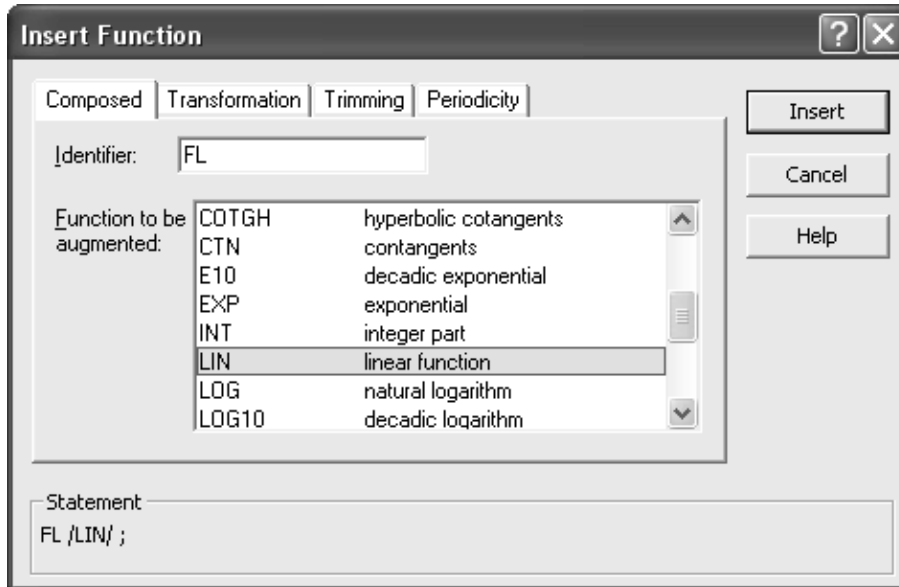 Insert Function
Composed Transformation Trimming Periodicity
Insert
Identifier: FL
Cancel
Function to be augmented:
COTGH hyperbolic cotangents
CTN contangents
E10 decadic exponential
EXP exponential
INT integer part
LIN linear function
LOG natural logarithm
LOG10 decadic logarithm
Help
Statement
FL /LIN/ ;